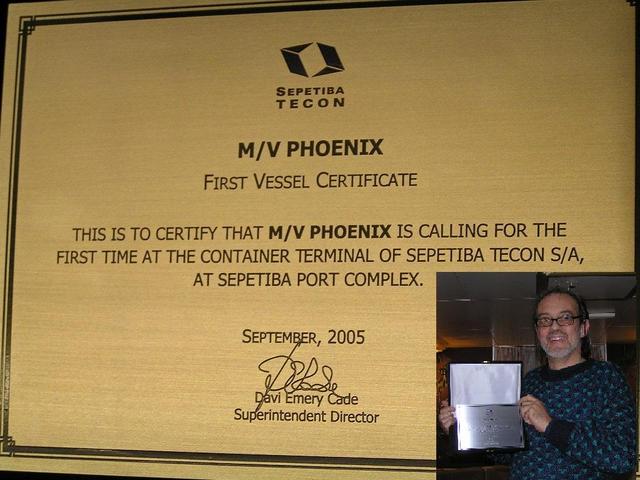 SEPETIBA
TECON
M/V PHOENIX
FIRST VESSEL CERTIFICATE
THIS IS TO CERTIFY THAT M/V PHOENIX IS CALLING FOR THE
FIRST TIME AT THE CONTAINER TERMINAL OF SEPETIBA TECON S/A,
AT SEPETIBA PORT COMPLEX.
SEPTEMBER, 2005
Davi Emery Cade
Superintendent Director